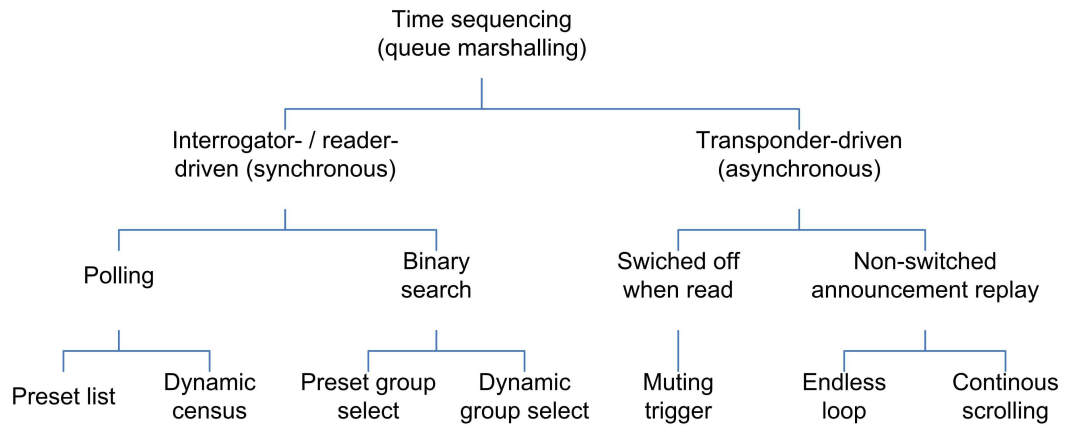 Time sequencing
(queue marshalling)
Interrogator- / reader-
driven (synchronous)
Transponder-driven
(asynchronous)
Polling
Binary
search
Swiched off
when read
Non-switched
announcement replay
Preset list
Dynamic
census
Preset group
select
Dynamic
group select
Muting
trigger
Endless
loop
Continous
scrolling